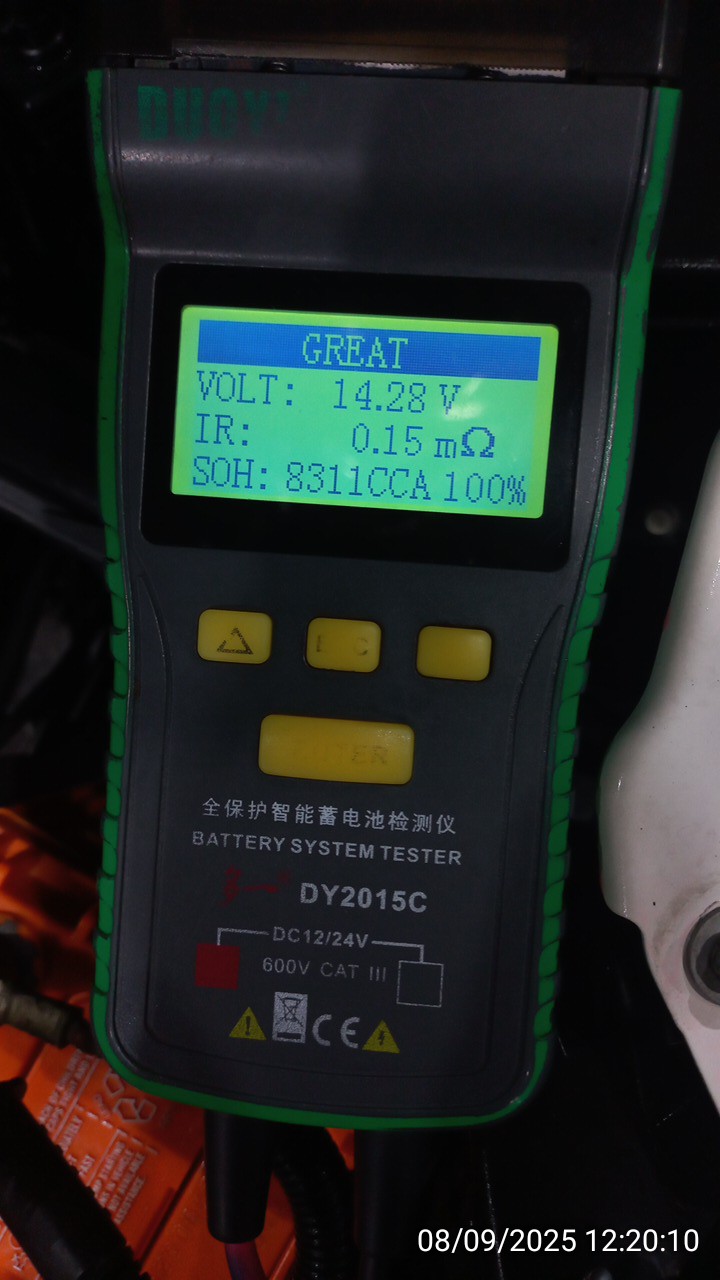 DUOYI
GREAT
VOLT: 14.28 V
IR: 0.15 mΩ
SOH: 8311CCA 100%
ENTER
全保护智能蓄电池检测仪
BATTERY SYSTEM TESTER
DY2015C
DC12/24V
600V CAT III
CE
08/09/2025 12:20:10